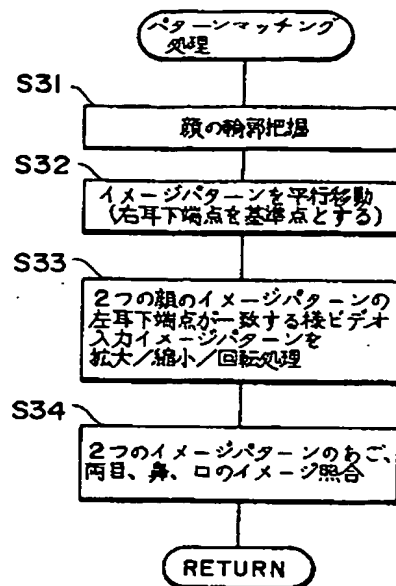 パターンマッチング
処理
S31
顔の輪郭把握
S32
イメージパターンを平行移動
(右耳下端点を基準点とする)
S33
2つの顔のイメージパターンの
左耳下端点が一致する様ビデオ
入力イメージパターンを
拡大/縮小/回転処理
S34
2つのイメージパターンのあご、
両目、鼻、口のイメージ照合
RETURN